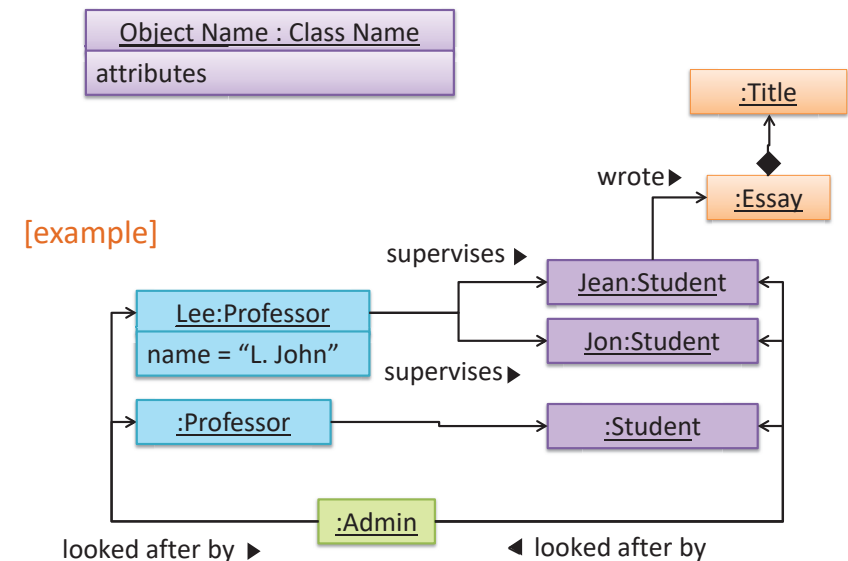 Object Name : Class Name
attributes
:Title
wrote▶
:Essay
[example]
supervises ▶
Jean:Student
Lee:Professor
name = “L. John”
Jon:Student
supervises▶
:Professor
:Student
:Admin
looked after by ▶
◀ looked after by